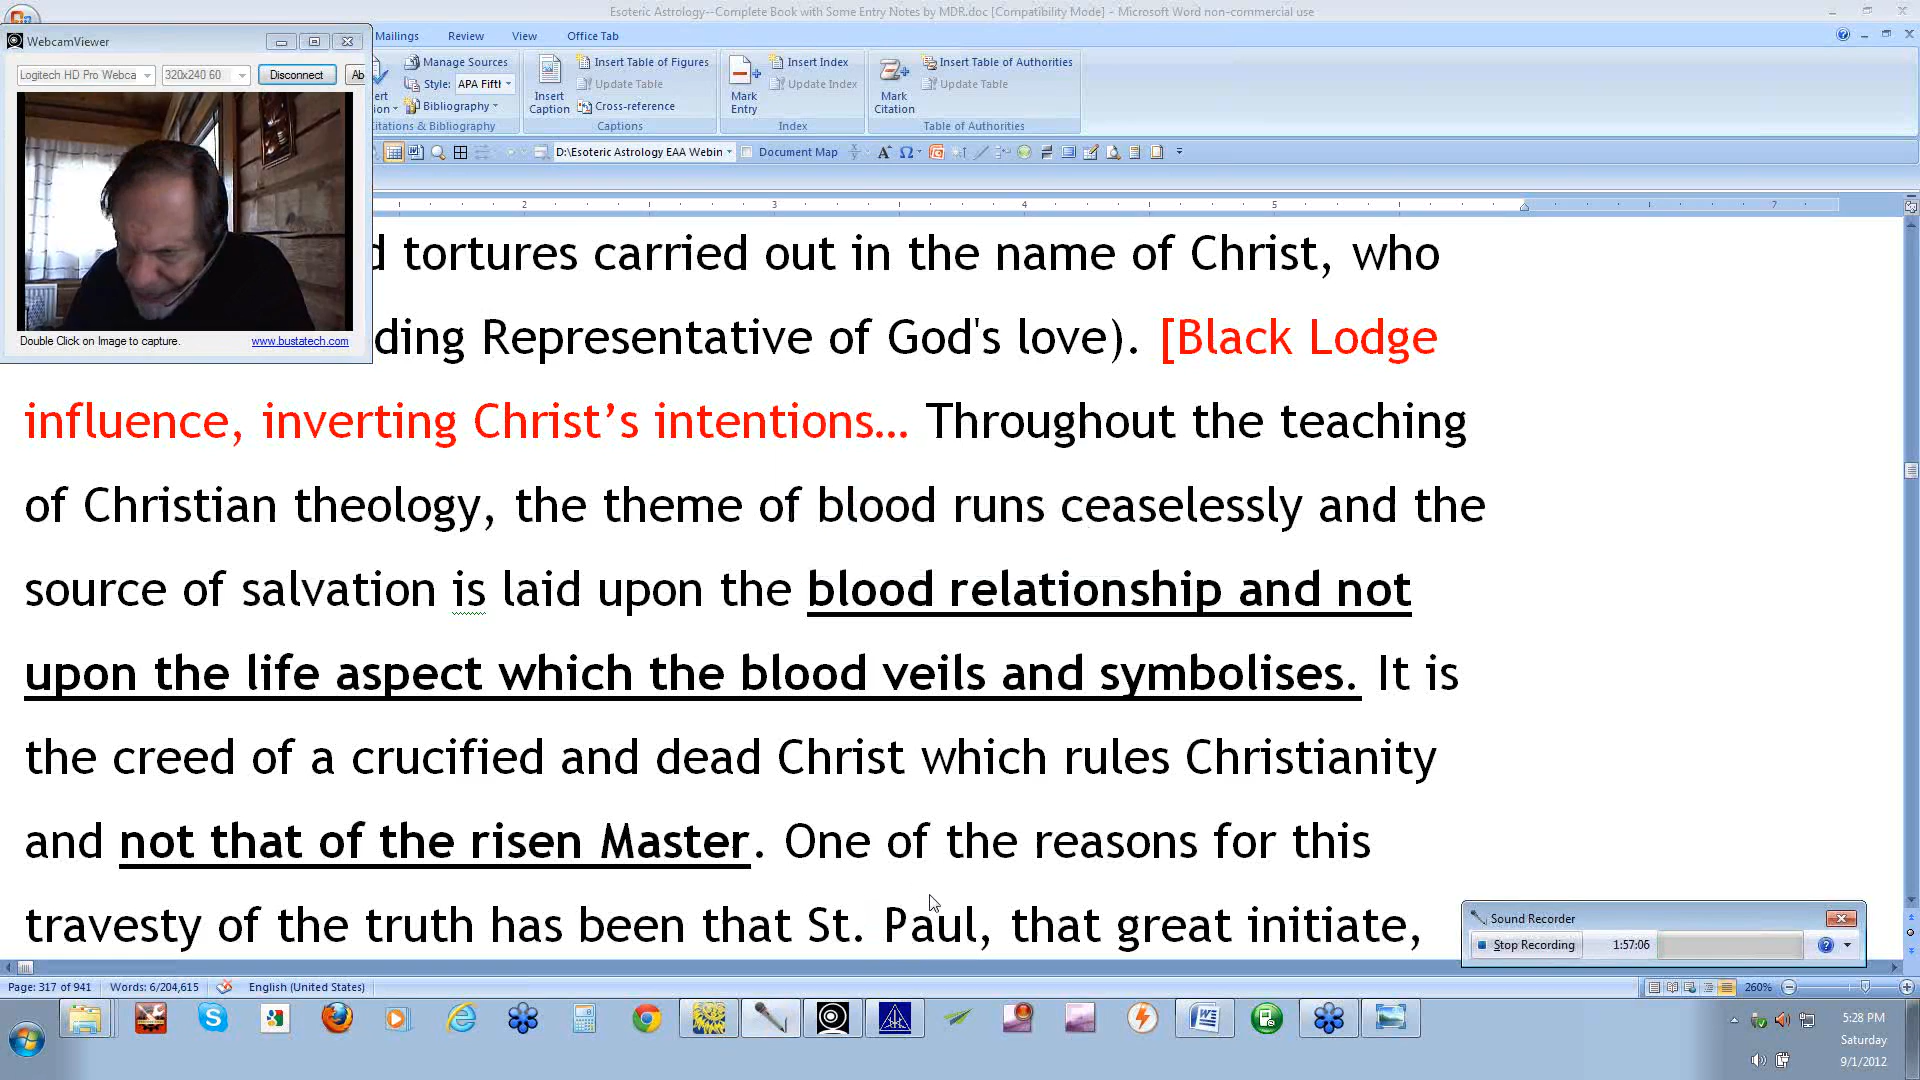 Esoteric Astrology--Complete Book with Some Entry Notes by MDR.doc [Compatibility Mode] - Microsoft Word non-commercial use
WebcamViewer
Mailings Review View Office Tab
Logitech HD Pro Webca 320x240 60 Disconnect Ab
Manage Sources
Style: APA Fift
Bibliography
Citations & Bibliography
Insert Caption
Insert Table of Figures
Update Table
Cross-reference
Captions
Mark Entry
Insert Index
Update Index
Index
Mark Citation
Insert Table of Authorities
Update Table
Table of Authorities
D:\Esoteric Astrology EAA Webin Document Map
2 3 4 5 7
d tortures carried out in the name of Christ, who
ding Representative of God's love). [Black Lodge
Double Click on Image to capture. www.bustatech.com
influence, inverting Christ’s intentions… Throughout the teaching
of Christian theology, the theme of blood runs ceaselessly and the
source of salvation is laid upon the blood relationship and not
upon the life aspect which the blood veils and symbolises. It is
the creed of a crucified and dead Christ which rules Christianity
and not that of the risen Master. One of the reasons for this
travesty of the truth has been that St. Paul, that great initiate,
Sound Recorder
Stop Recording 1:57:06
Page: 317 of 941 Words: 6/204,615 English (United States) 260%
5:28 PM
Saturday
9/1/2012